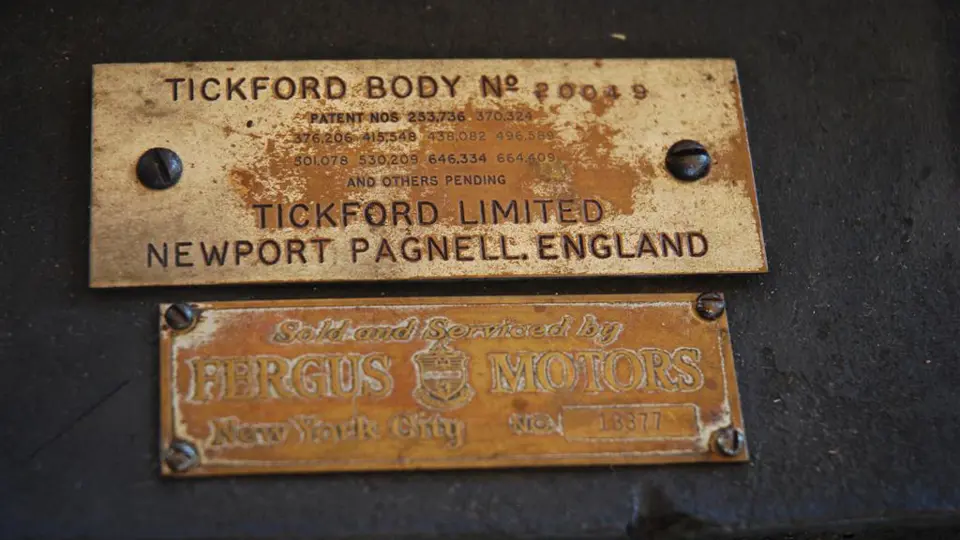 TICKFORD BODY Nº 20049
PATENT NOS 253,736 370,324
376,206 415,548 438,082 496,589
501,078 530,209 646,334 664,409
AND OTHERS PENDING
TICKFORD LIMITED
NEWPORT PAGNELL. ENGLAND
Sold and Serviced by
FERGUS MOTORS
New York City NO. 13377